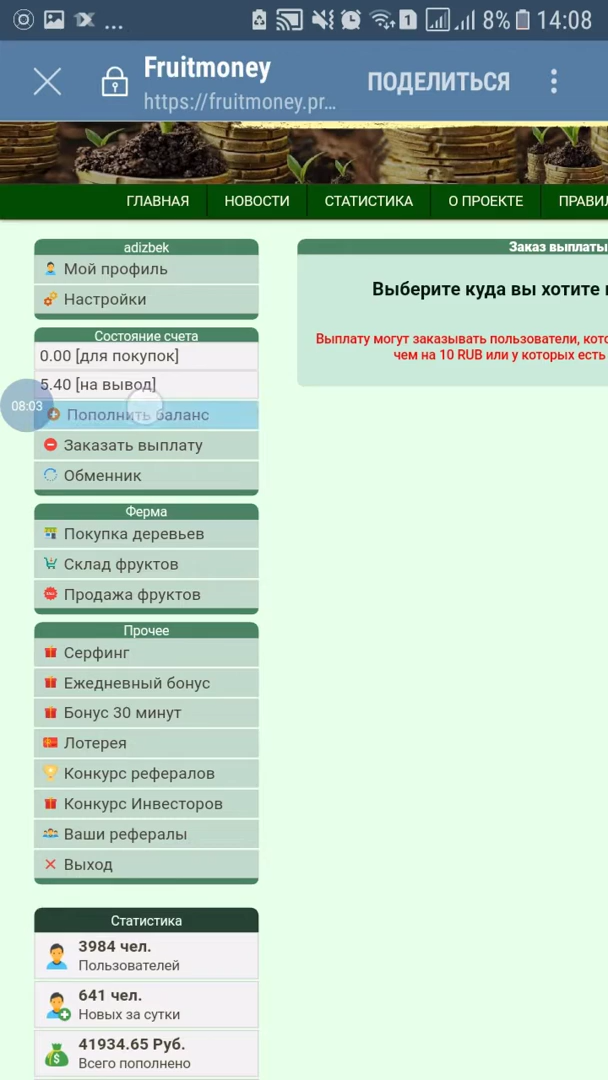 8% 14:08
Fruitmoney
https://fruitmoney.pr...
ПОДЕЛИТЬСЯ
ГЛАВНАЯ НОВОСТИ СТАТИСТИКА О ПРОЕКТЕ ПРАВИЛ
adizbek
Мой профиль
Настройки
Состояние счета
0.00 [для покупок]
5.40 [на вывод]
08:03
Пополнить баланс
Заказать выплату
Обменник
Ферма
Покупка деревьев
Склад фруктов
Продажа фруктов
Прочее
Серфинг
Ежедневный бонус
Бонус 30 минут
Лотерея
Конкурс рефералов
Конкурс Инвесторов
Ваши рефералы
Выход
Статистика
3984 чел.
Пользователей
641 чел.
Новых за сутки
41934.65 Руб.
Всего пополнено
Заказ выплаты
Выберите куда вы хотите
Выплату могут заказывать пользователи, кото
чем на 10 RUB или у которых есть